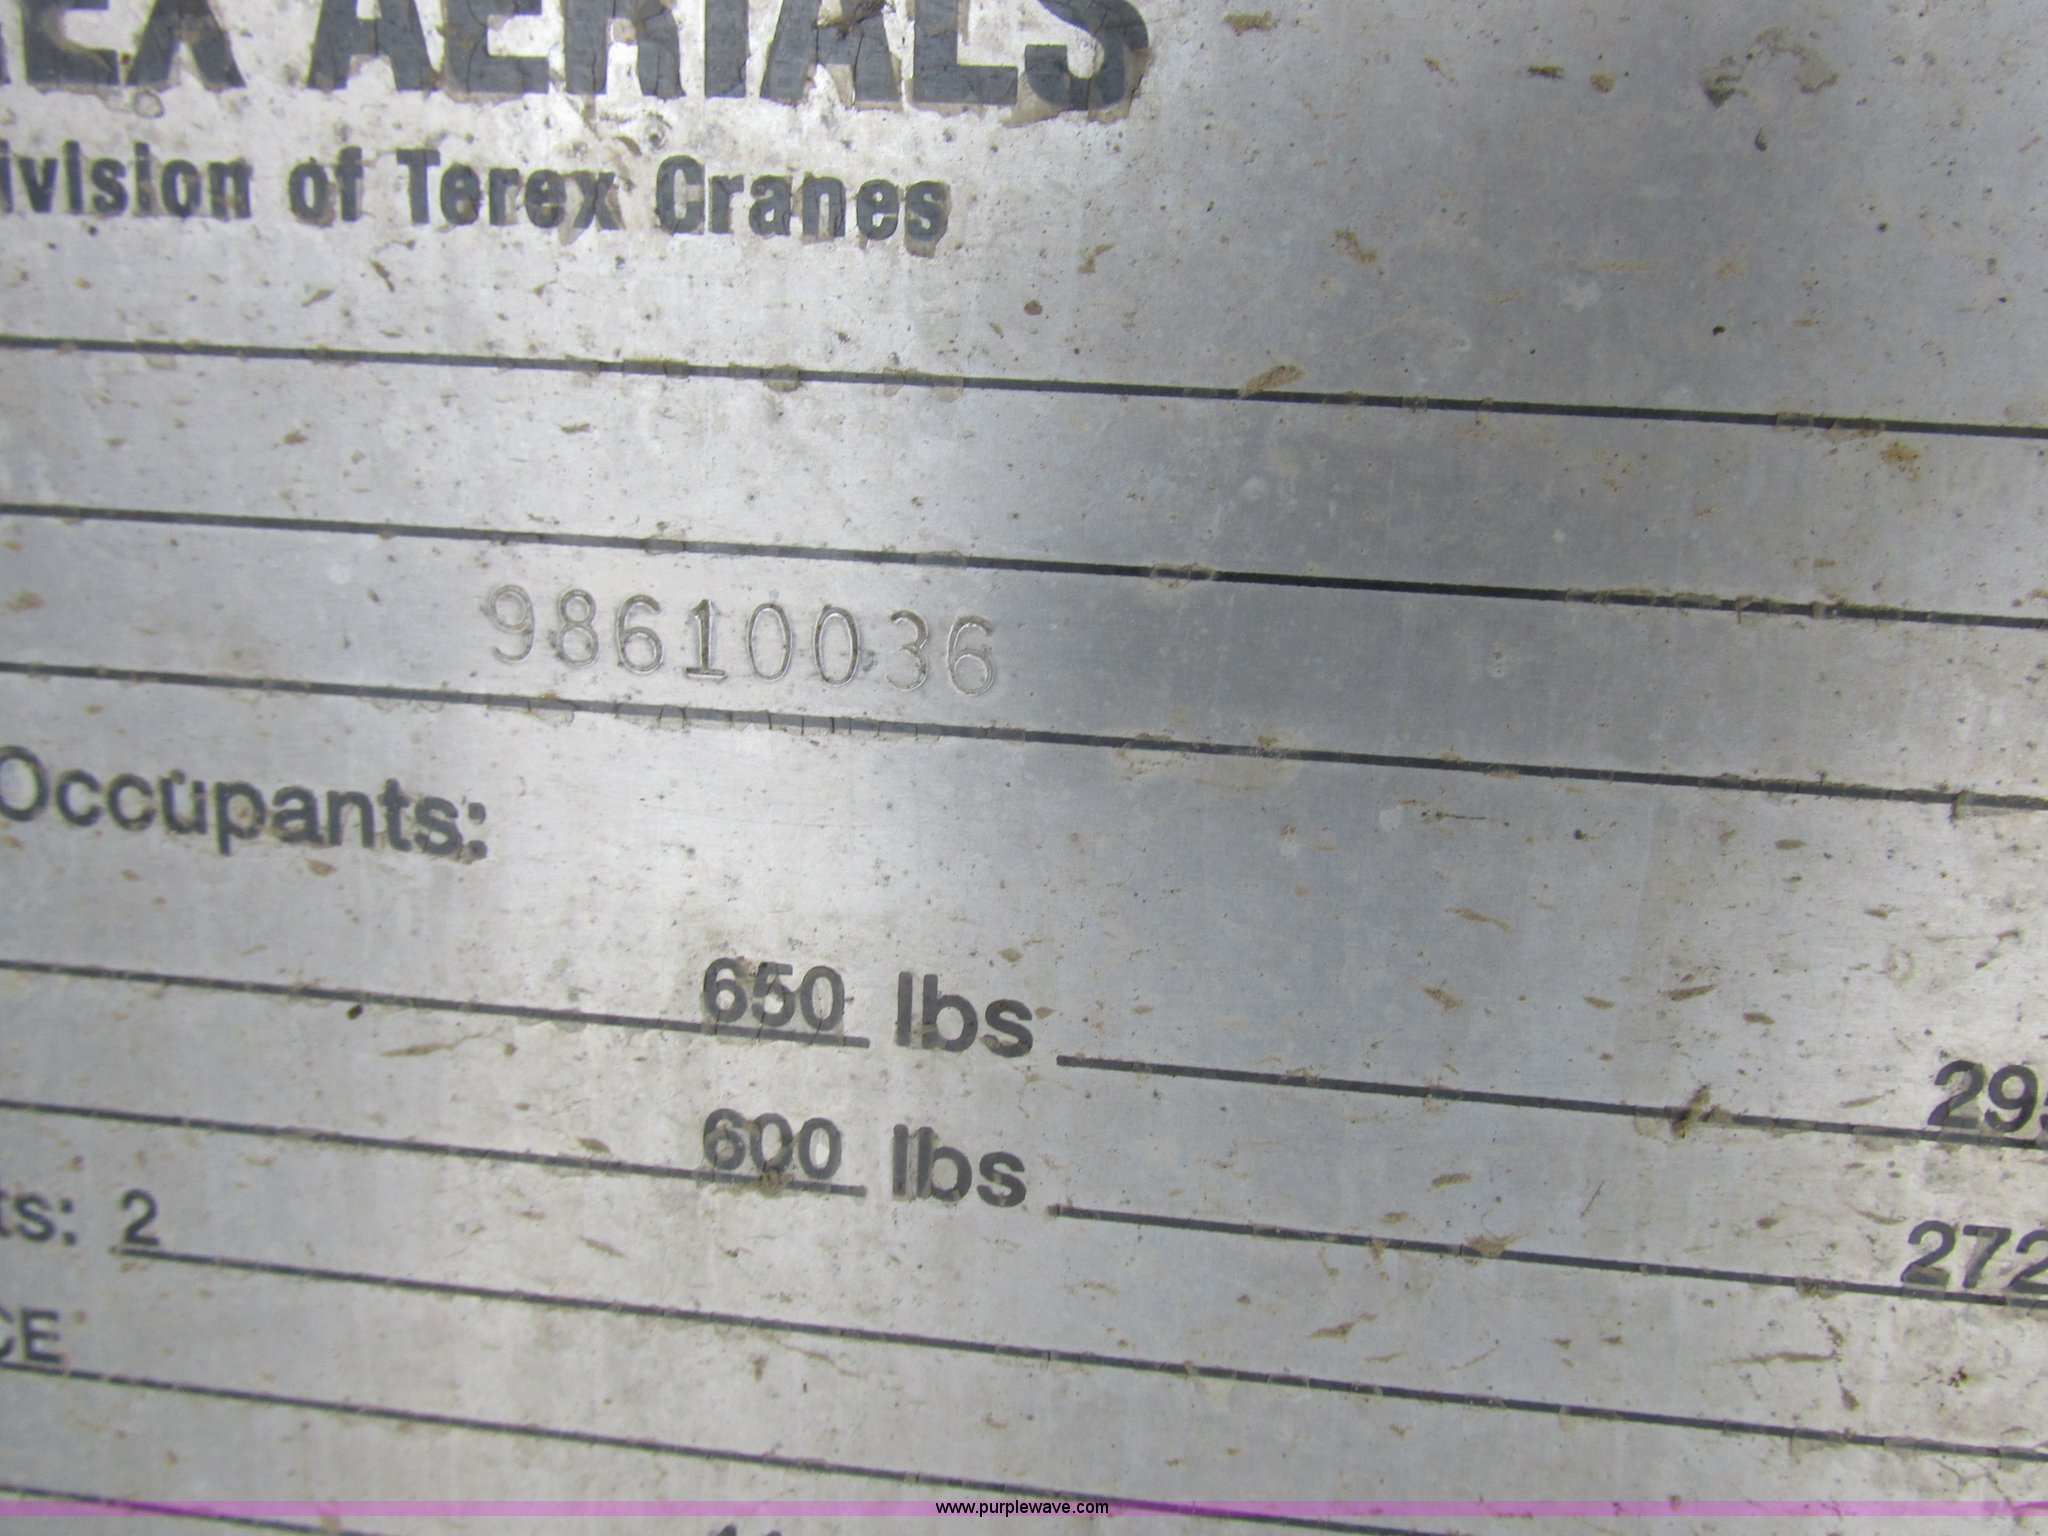 EX AERIALS
ivision of Terex Cranes
98610036
Occupants:
650 lbs 295
600 lbs 272
ts: 2
CE
www.purplewave.com